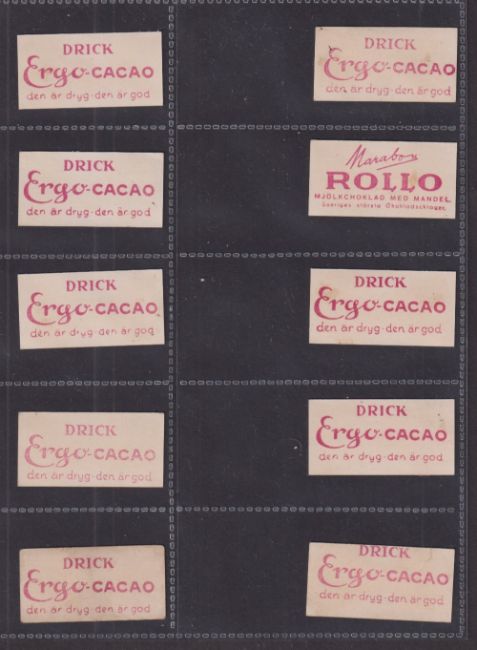 DRICK
Ergo-CACAO
den är dryg-den är god
DRICK
Ergo-CACAO
den är dryg-den är god
DRICK
Ergo-CACAO
den är dryg-den är god
Marabou
ROLLO
MJÖLKCHOKLAD MED MANDEL.
Sveriges största Chokladslager.
DRICK
Ergo-CACAO
den är dryg-den är god
DRICK
Ergo-CACAO
den är dryg-den är god
DRICK
Ergo-CACAO
den är dryg-den är god
DRICK
Ergo-CACAO
den är dryg-den är god
DRICK
Ergo-CACAO
den är dryg-den är god
DRICK
Ergo-CACAO
den är dryg-den är god